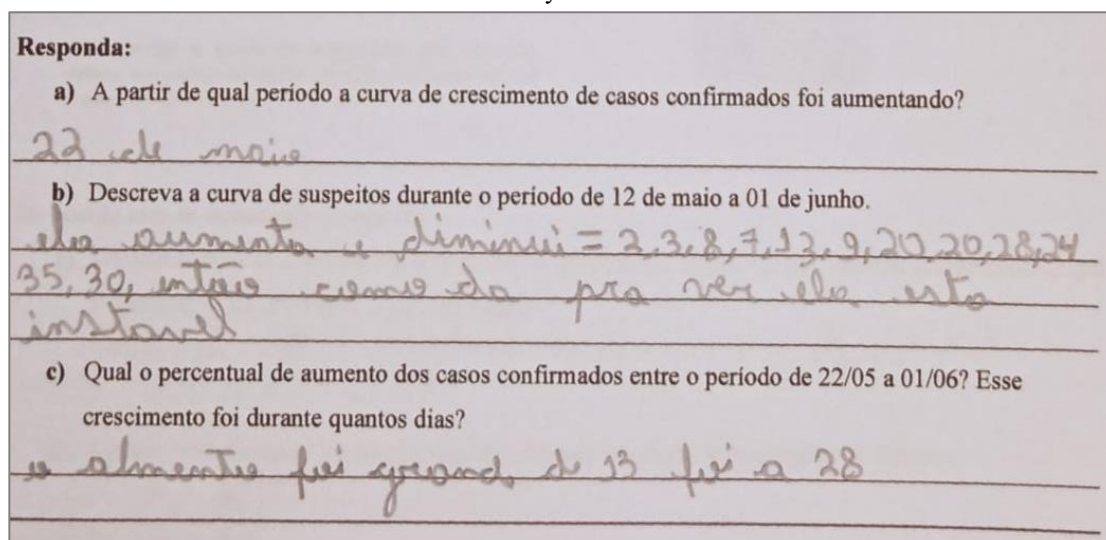 Responda:
a) A partir de qual período a curva de crescimento de casos confirmados foi aumentando?
22 de maio
b) Descreva a curva de suspeitos durante o período de 12 de maio a 01 de junho.
ela aumenta e diminui = 2,3,8,7,13,9,20,20,28,24
35,30, então como da pra ver ela esta
instavel
c) Qual o percentual de aumento dos casos confirmados entre o período de 22/05 a 01/06? Esse
crescimento foi durante quantos dias?
o almento foi grand, de 13 foi a 28